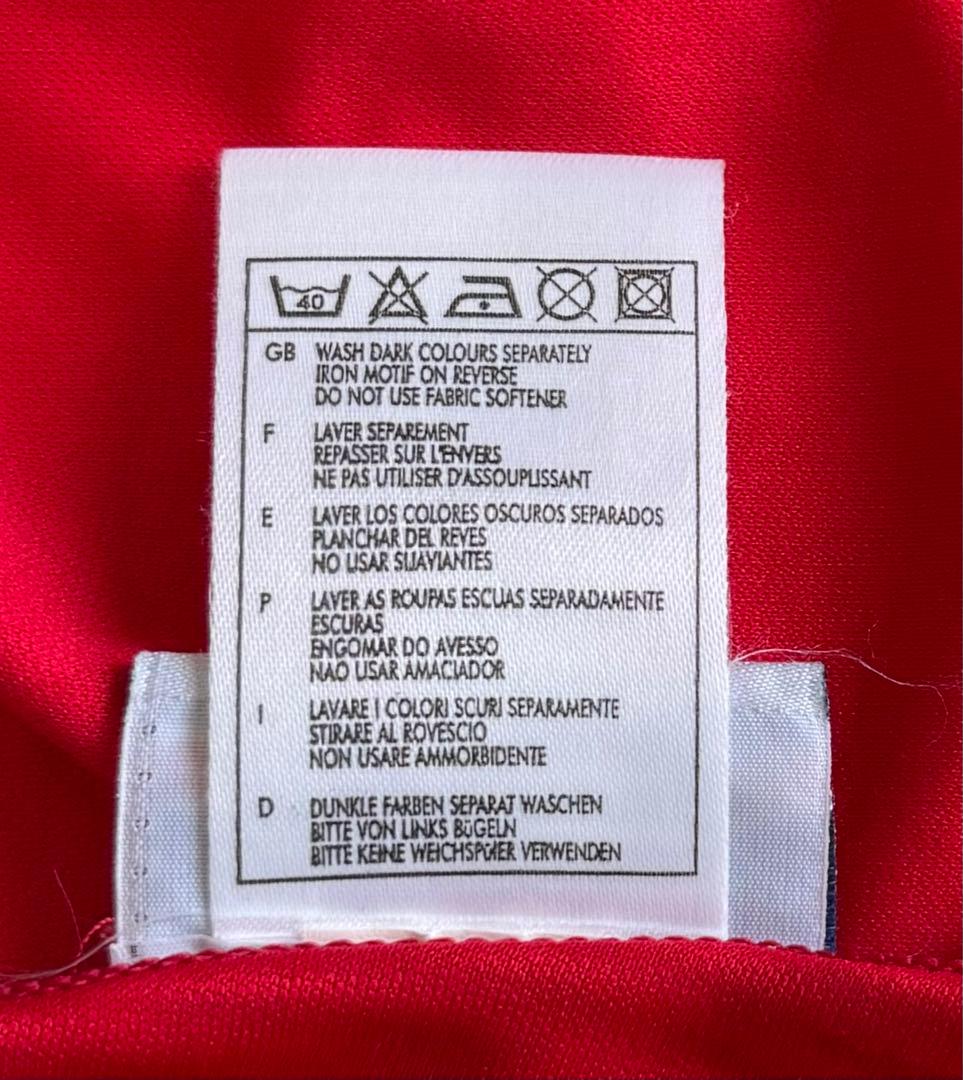 40
GB WASH DARK COLOURS SEPARATELY
IRON MOTIF ON REVERSE
DO NOT USE FABRIC SOFTENER
F LAVER SEPAREMENT
REPASSER SUR L'ENVERS
NE PAS UTILISER D'ASSOUPLISSANT
E LAVER LOS COLORES OSCUROS SEPARADOS
PLANCHAR DEL REVES
NO USAR SUAVIANTES
P LAVER AS ROUPAS ESCUAS SEPARADAMENTE
ESCURAS
ENGOMAR DO AVESSO
NAO USAR AMACIADOR
I LAVARE I COLORI SCURI SEPARAMENTE
STIRARE AL ROVESCIO
NON USARE AMMORBIDENTE
D DUNKLE FARBEN SEPARAT WASCHEN
BITTE VON LINKS BüGELN
BITTE KEINE VERWENDEN